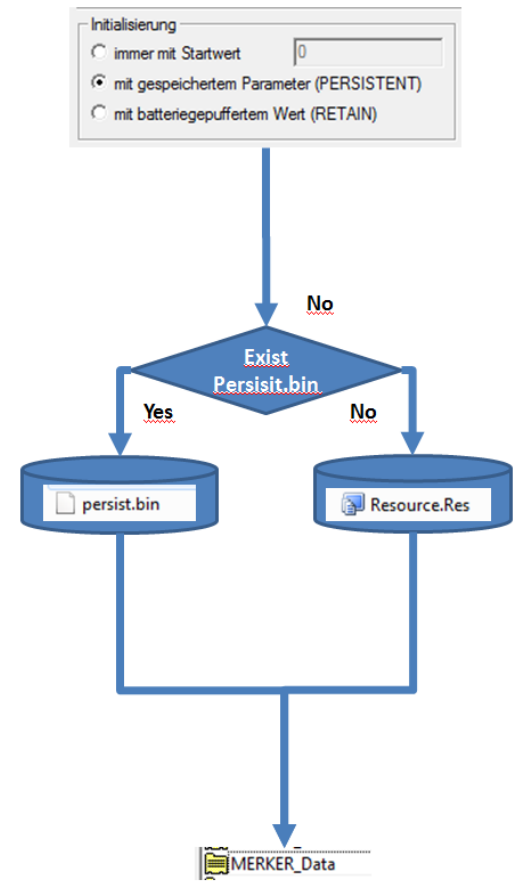 Initialisierung
immer mit Startwert 0
mit gespeichertem Parameter (PERSISTENT)
mit batteriegepuffertem Wert (RETAIN)
No
Exist
Persisit.bin
Yes
No
persist.bin
Resource.Res
MERKER_Data